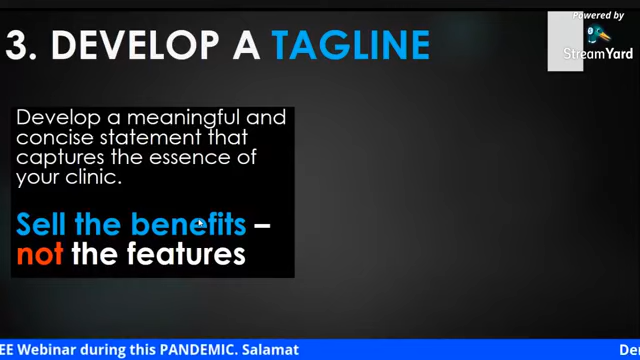 Powered by
StreamYard
3. DEVELOP A TAGLINE
Develop a meaningful and
concise statement that
captures the essence of
your clinic.
Sell the benefits –
not the features
EE Webinar during this PANDEMIC. Salamat